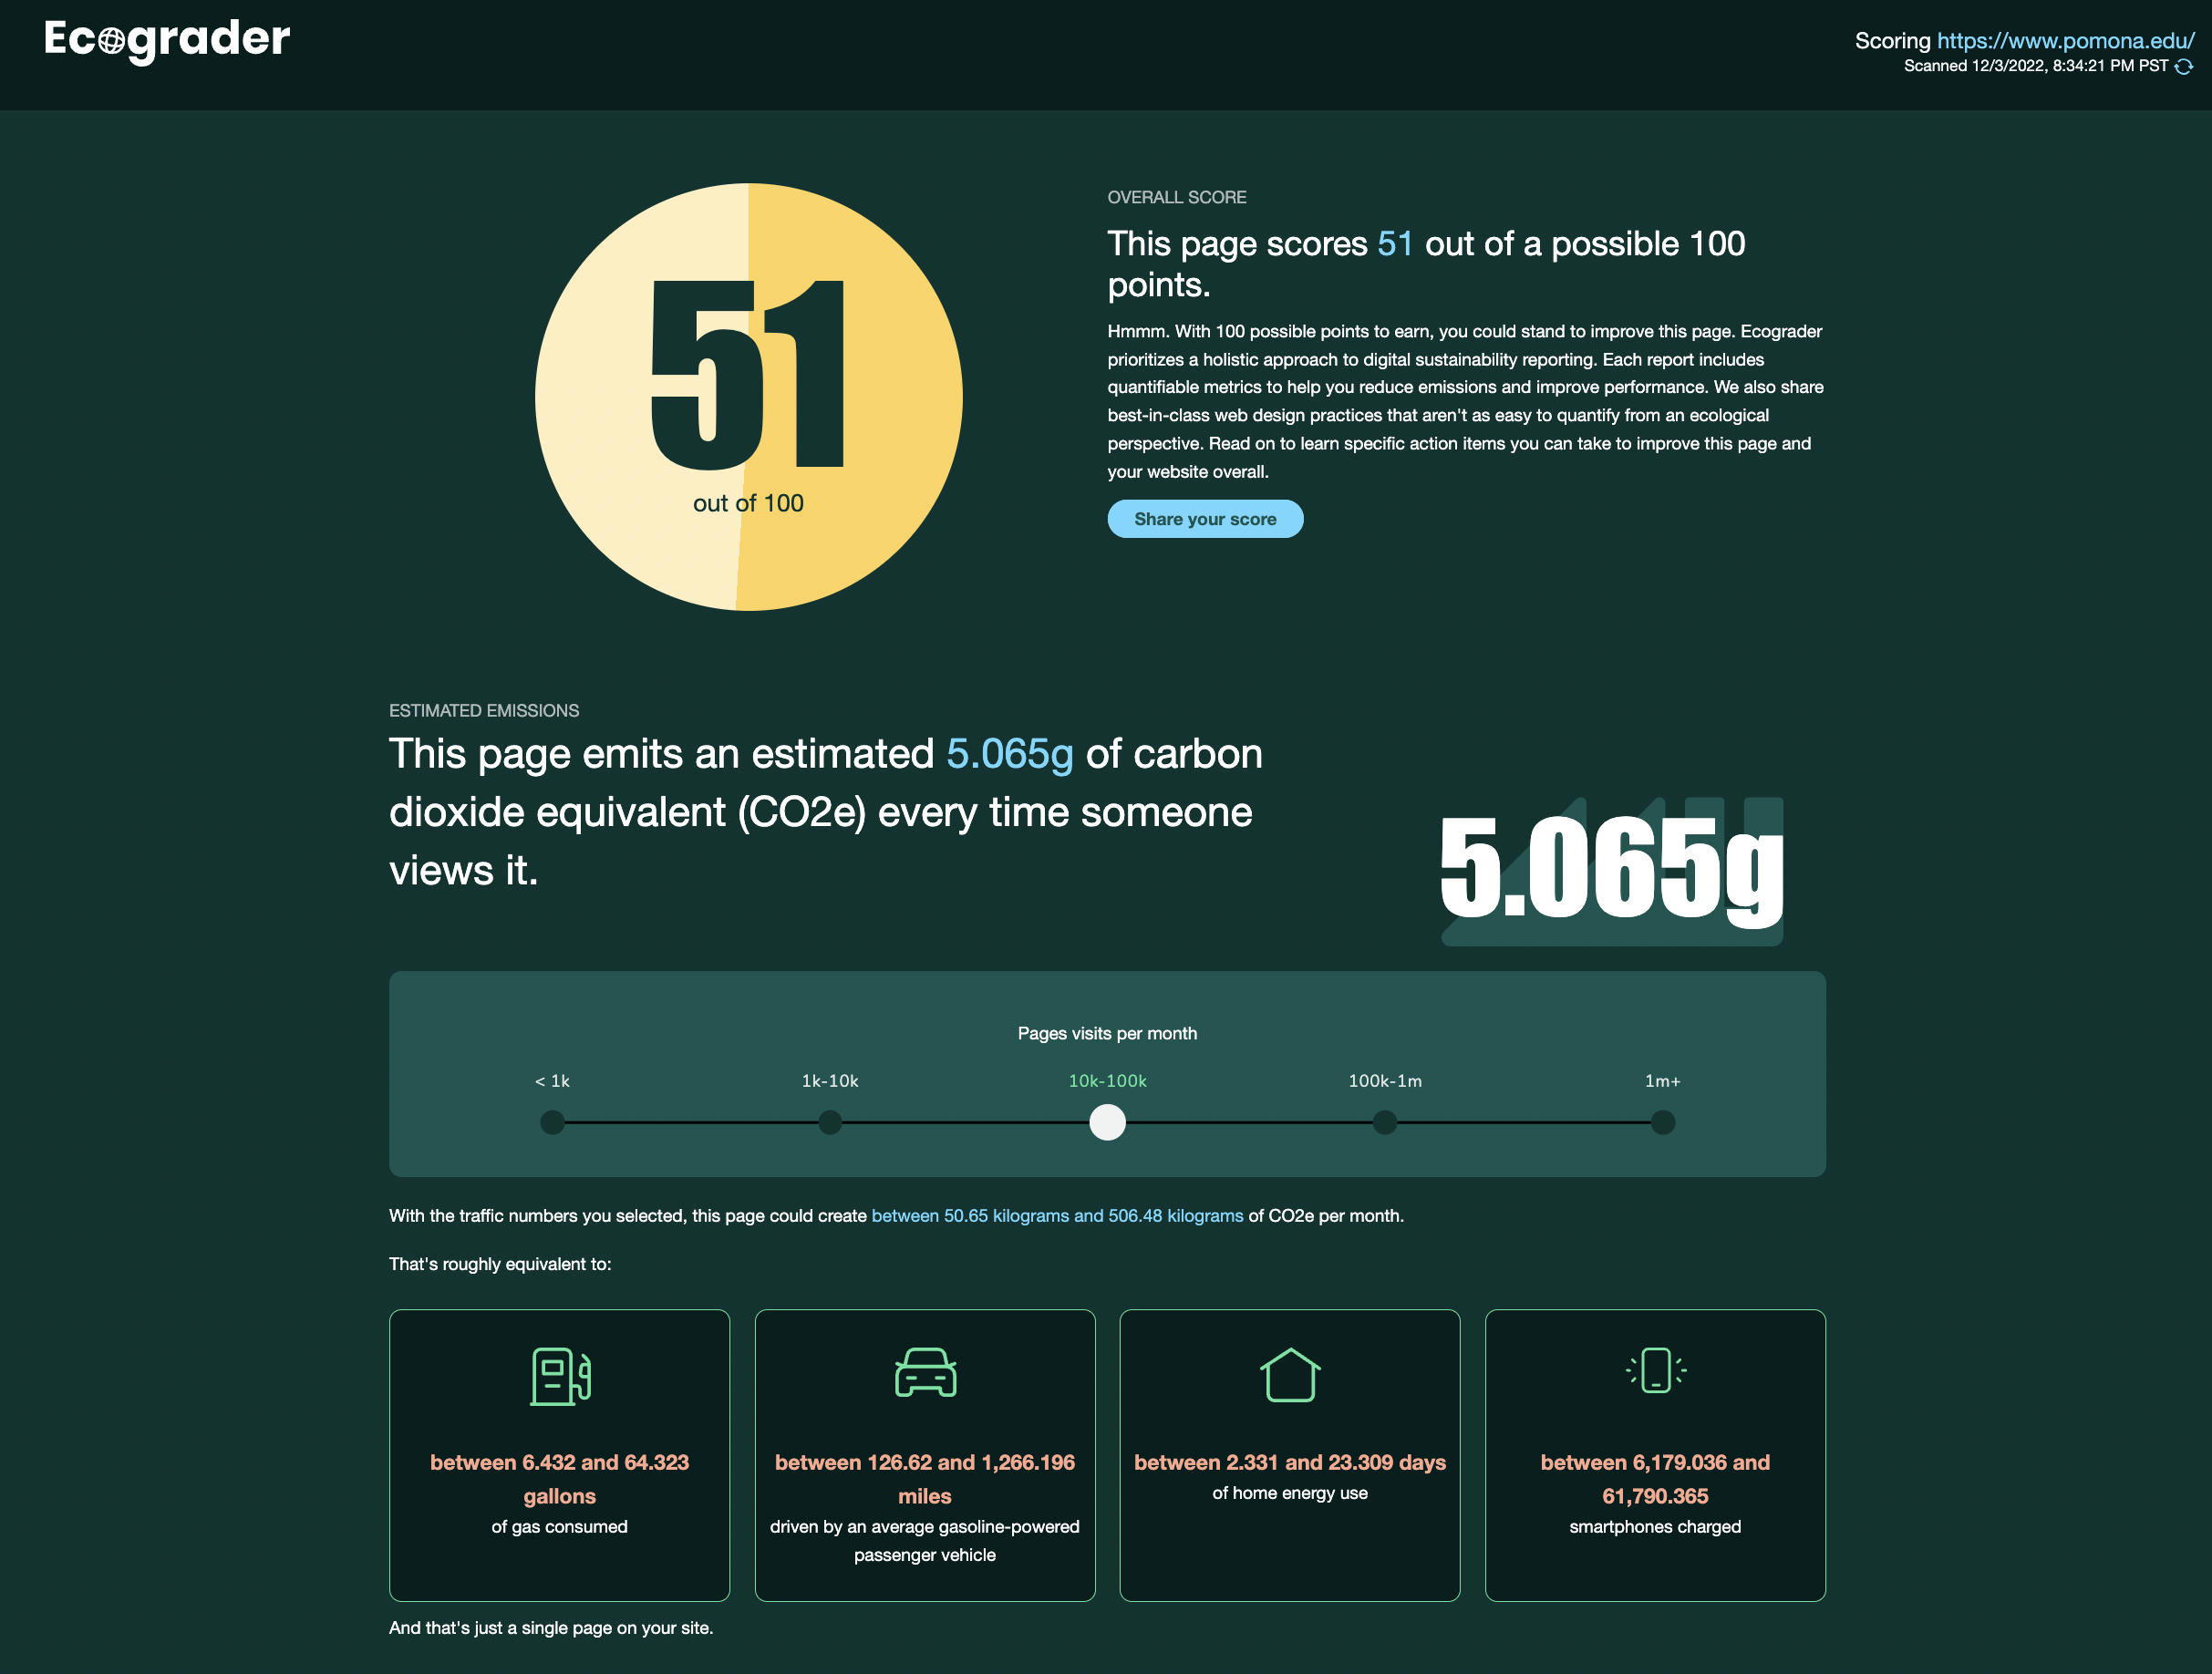 Ecograder
Scoring https://www.pomona.edu/
Scanned 12/3/2022, 8:34:21 PM PST
51
out of 100
OVERALL SCORE
This page scores 51 out of a possible 100
points.
Hmmm. With 100 possible points to earn, you could stand to improve this page. Ecograder
prioritizes a holistic approach to digital sustainability reporting. Each report includes
quantifiable metrics to help you reduce emissions and improve performance. We also share
best-in-class web design practices that aren't as easy to quantify from an ecological
perspective. Read on to learn specific action items you can take to improve this page and
your website overall.
Share your score
ESTIMATED EMISSIONS
This page emits an estimated 5.065g of carbon
dioxide equivalent (CO2e) every time someone
views it.
5.065g
Pages visits per month
< 1k 1k-10k 10k-100k 100k-1m 1m+
With the traffic numbers you selected, this page could create between 50.65 kilograms and 506.48 kilograms of CO2e per month.
That's roughly equivalent to:
between 6.432 and 64.323
gallons
of gas consumed
between 126.62 and 1,266.196
miles
driven by an average gasoline-powered
passenger vehicle
between 2.331 and 23.309 days
of home energy use
between 6,179.036 and
61,790.365
smartphones charged
And that's just a single page on your site.